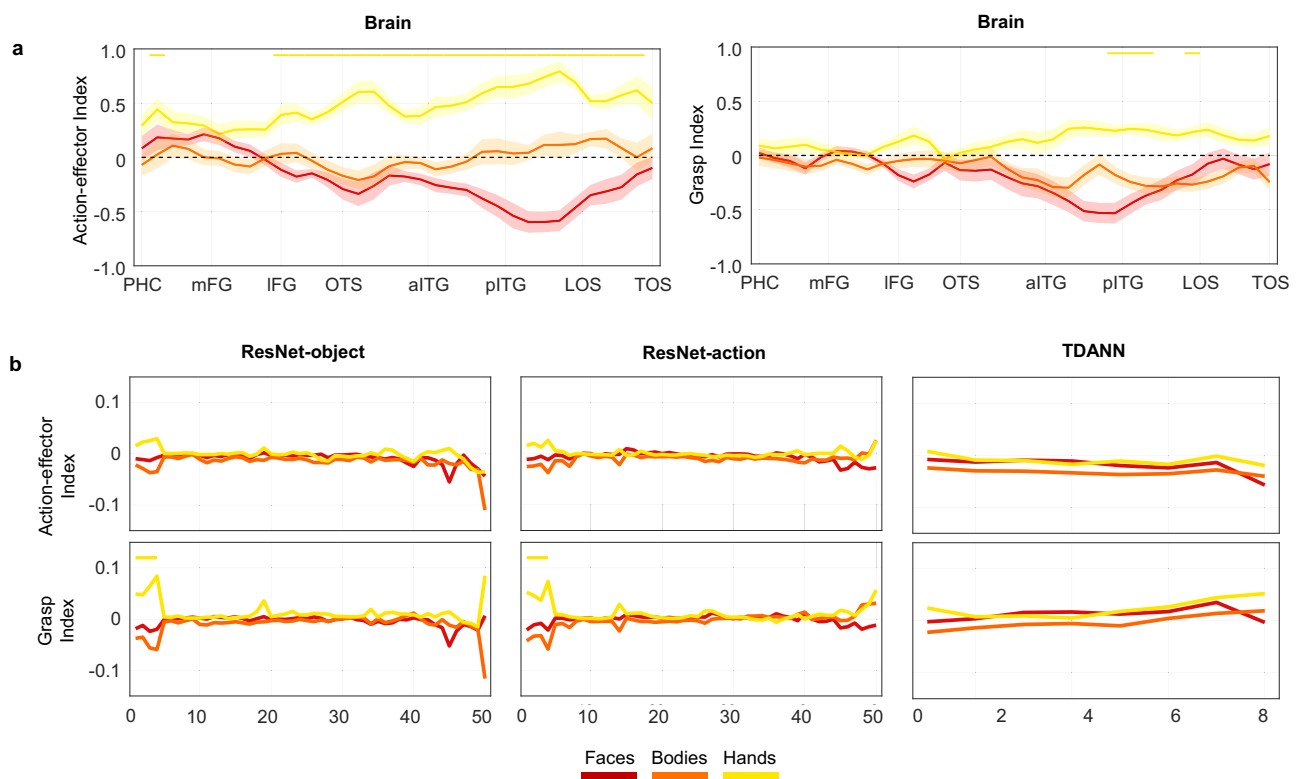 a
Brain
Brain
Action-effector Index
1.0
0.5
0
-0.5
-1.0
PHC mFG lFG OTS aITG pITG LOS TOS
Grasp Index
1.0
0.5
0
-0.5
-1.0
PHC mFG lFG OTS aITG pITG LOS TOS
b
ResNet-object
ResNet-action
TDANN
Action-effector
Index
0.1
0
-0.1
Grasp
Index
0.1
0
-0.1
0 10 20 30 40 50
0 10 20 30 40 50
0 2 4 6 8
Faces Bodies Hands